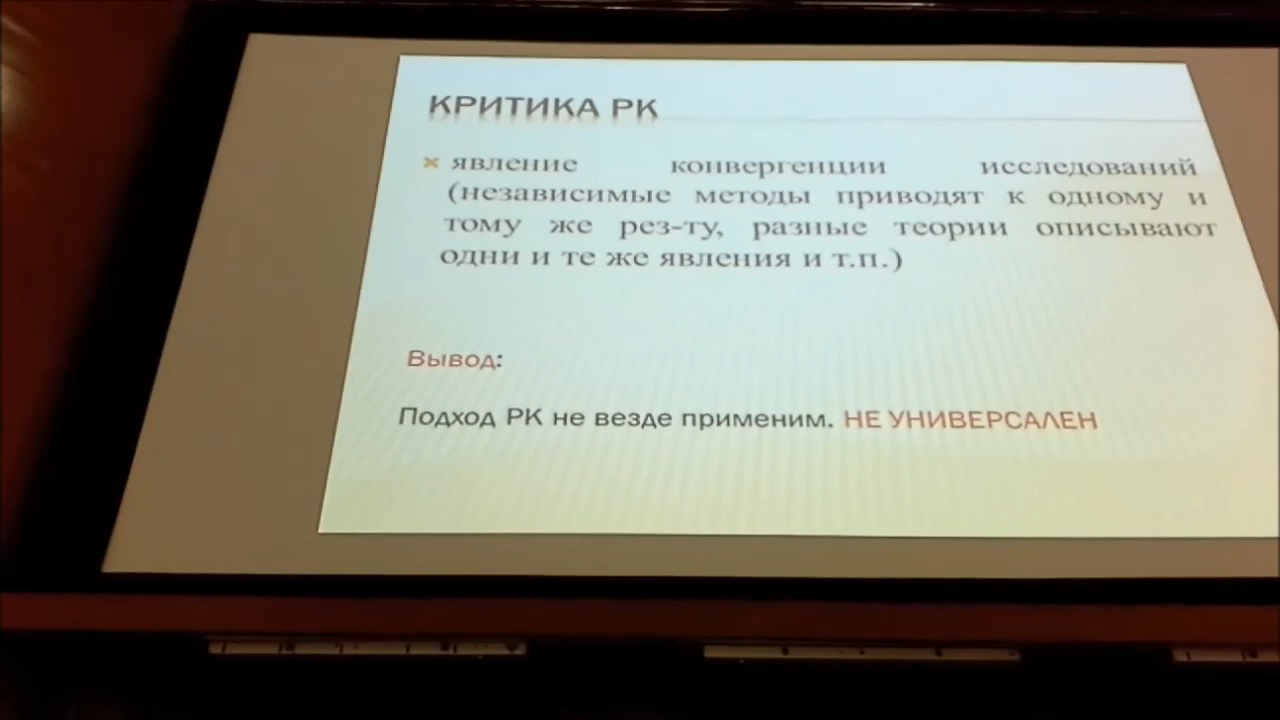 КРИТИКА РК
явление конвергенции исследований
(независимые методы приводят к одному и
тому же рез-ту, разные теории описывают
одни и те же явления и т.п.)
Вывод:
Подход РК не везде применим. НЕ УНИВЕРСАЛЕН